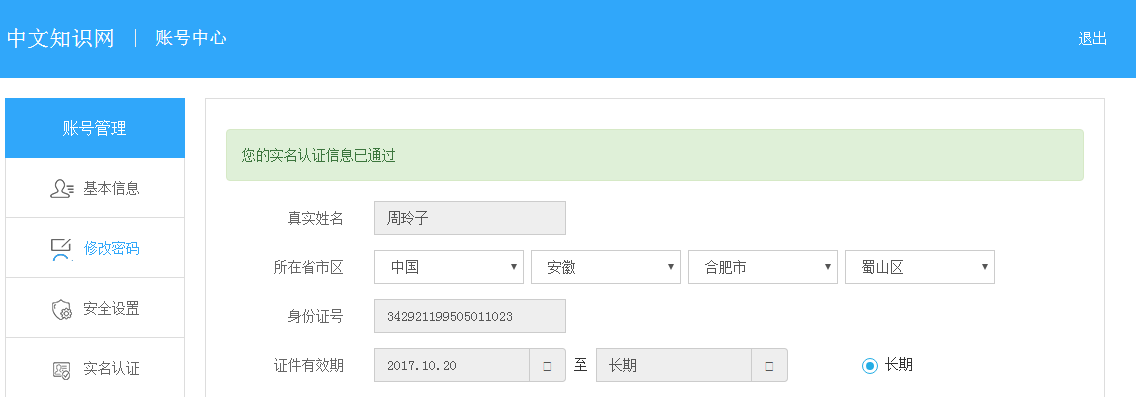 中文知识网 | 账号中心 退出
账号管理
您的实名认证信息已通过
基本信息
真实姓名 周玲子
修改密码
所在省市区 中国 安徽 合肥市 蜀山区
安全设置
身份证号 342921199505011023
实名认证
证件有效期 2017.10.20 至 长期 长期